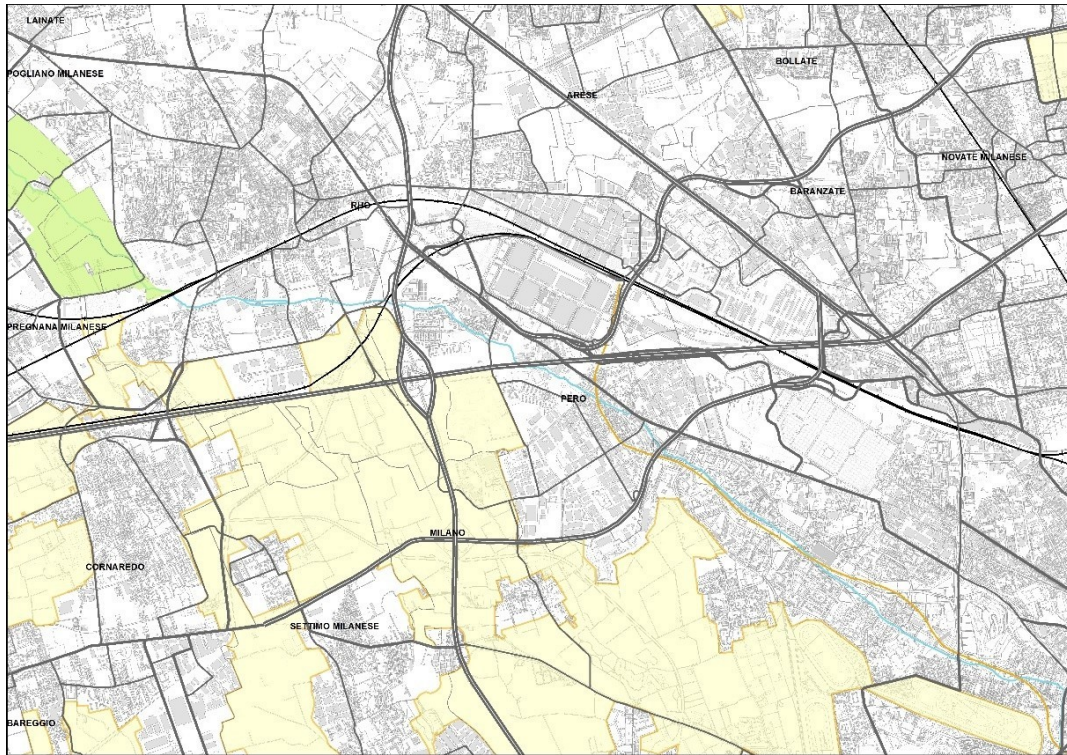 LAINATE
BOLLATE
POGLIANO MILANESE
ARESE
NOVATE MILANESE
BARANZATE
RHO
PREGNANA MILANESE
PERO
MILANO
CORNAREDO
SETTIMO MILANESE
BAREGGIO